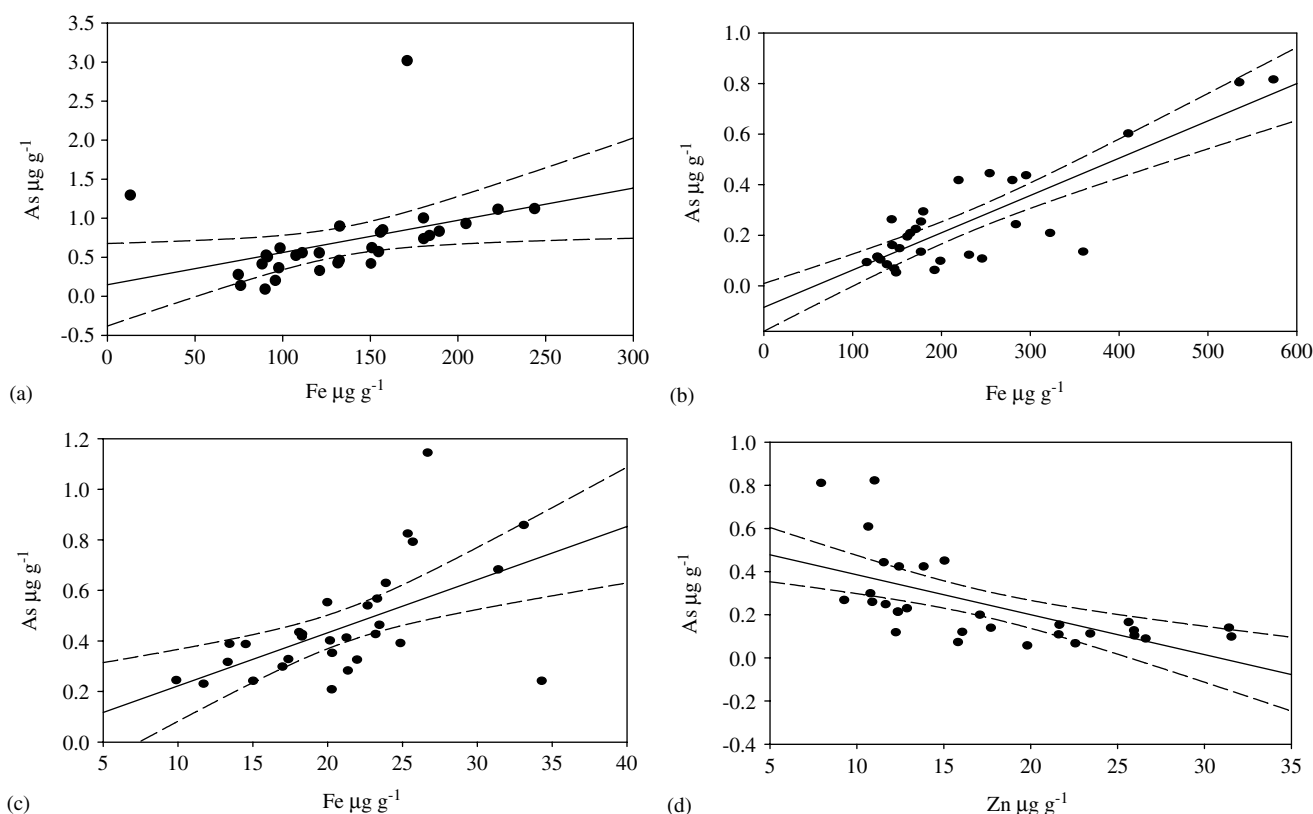 3.5
3.0
2.5
2.0
1.5
1.0
0.5
0.0
-0.5
As µg g-1
0 50 100 150 200 250 300
Fe µg g-1
(a)
1.0
0.8
0.6
0.4
0.2
0.0
As µg g-1
0 100 200 300 400 500 600
Fe µg g-1
(b)
1.2
1.0
0.8
0.6
0.4
0.2
0.0
As µg g-1
5 10 15 20 25 30 35 40
Fe µg g-1
(c)
1.0
0.8
0.6
0.4
0.2
0.0
-0.2
-0.4
As µg g-1
5 10 15 20 25 30 35
Zn µg g-1
(d)